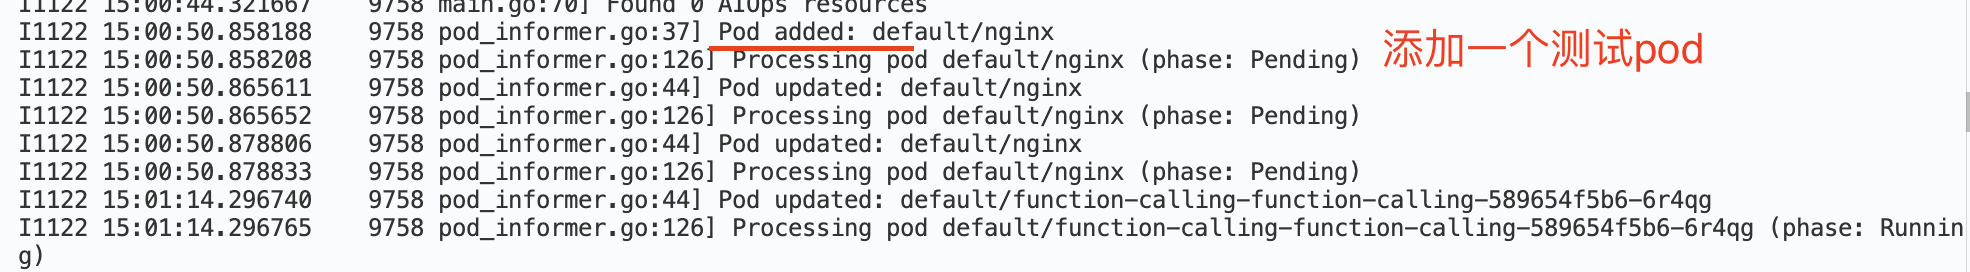 I1122 15:00:44.321667    9758 main.go:70] Found 0 AIOps resources
I1122 15:00:50.858188    9758 pod_informer.go:37] Pod added: default/nginx
I1122 15:00:50.858208    9758 pod_informer.go:126] Processing pod default/nginx (phase: Pending)
添加一个测试pod
I1122 15:00:50.865611    9758 pod_informer.go:44] Pod updated: default/nginx
I1122 15:00:50.865652    9758 pod_informer.go:126] Processing pod default/nginx (phase: Pending)
I1122 15:00:50.878806    9758 pod_informer.go:44] Pod updated: default/nginx
I1122 15:00:50.878833    9758 pod_informer.go:126] Processing pod default/nginx (phase: Pending)
I1122 15:01:14.296740    9758 pod_informer.go:44] Pod updated: default/function-calling-function-calling-589654f5b6-6r4qg
I1122 15:01:14.296765    9758 pod_informer.go:126] Processing pod default/function-calling-function-calling-589654f5b6-6r4qg (phase: Runnin
g)